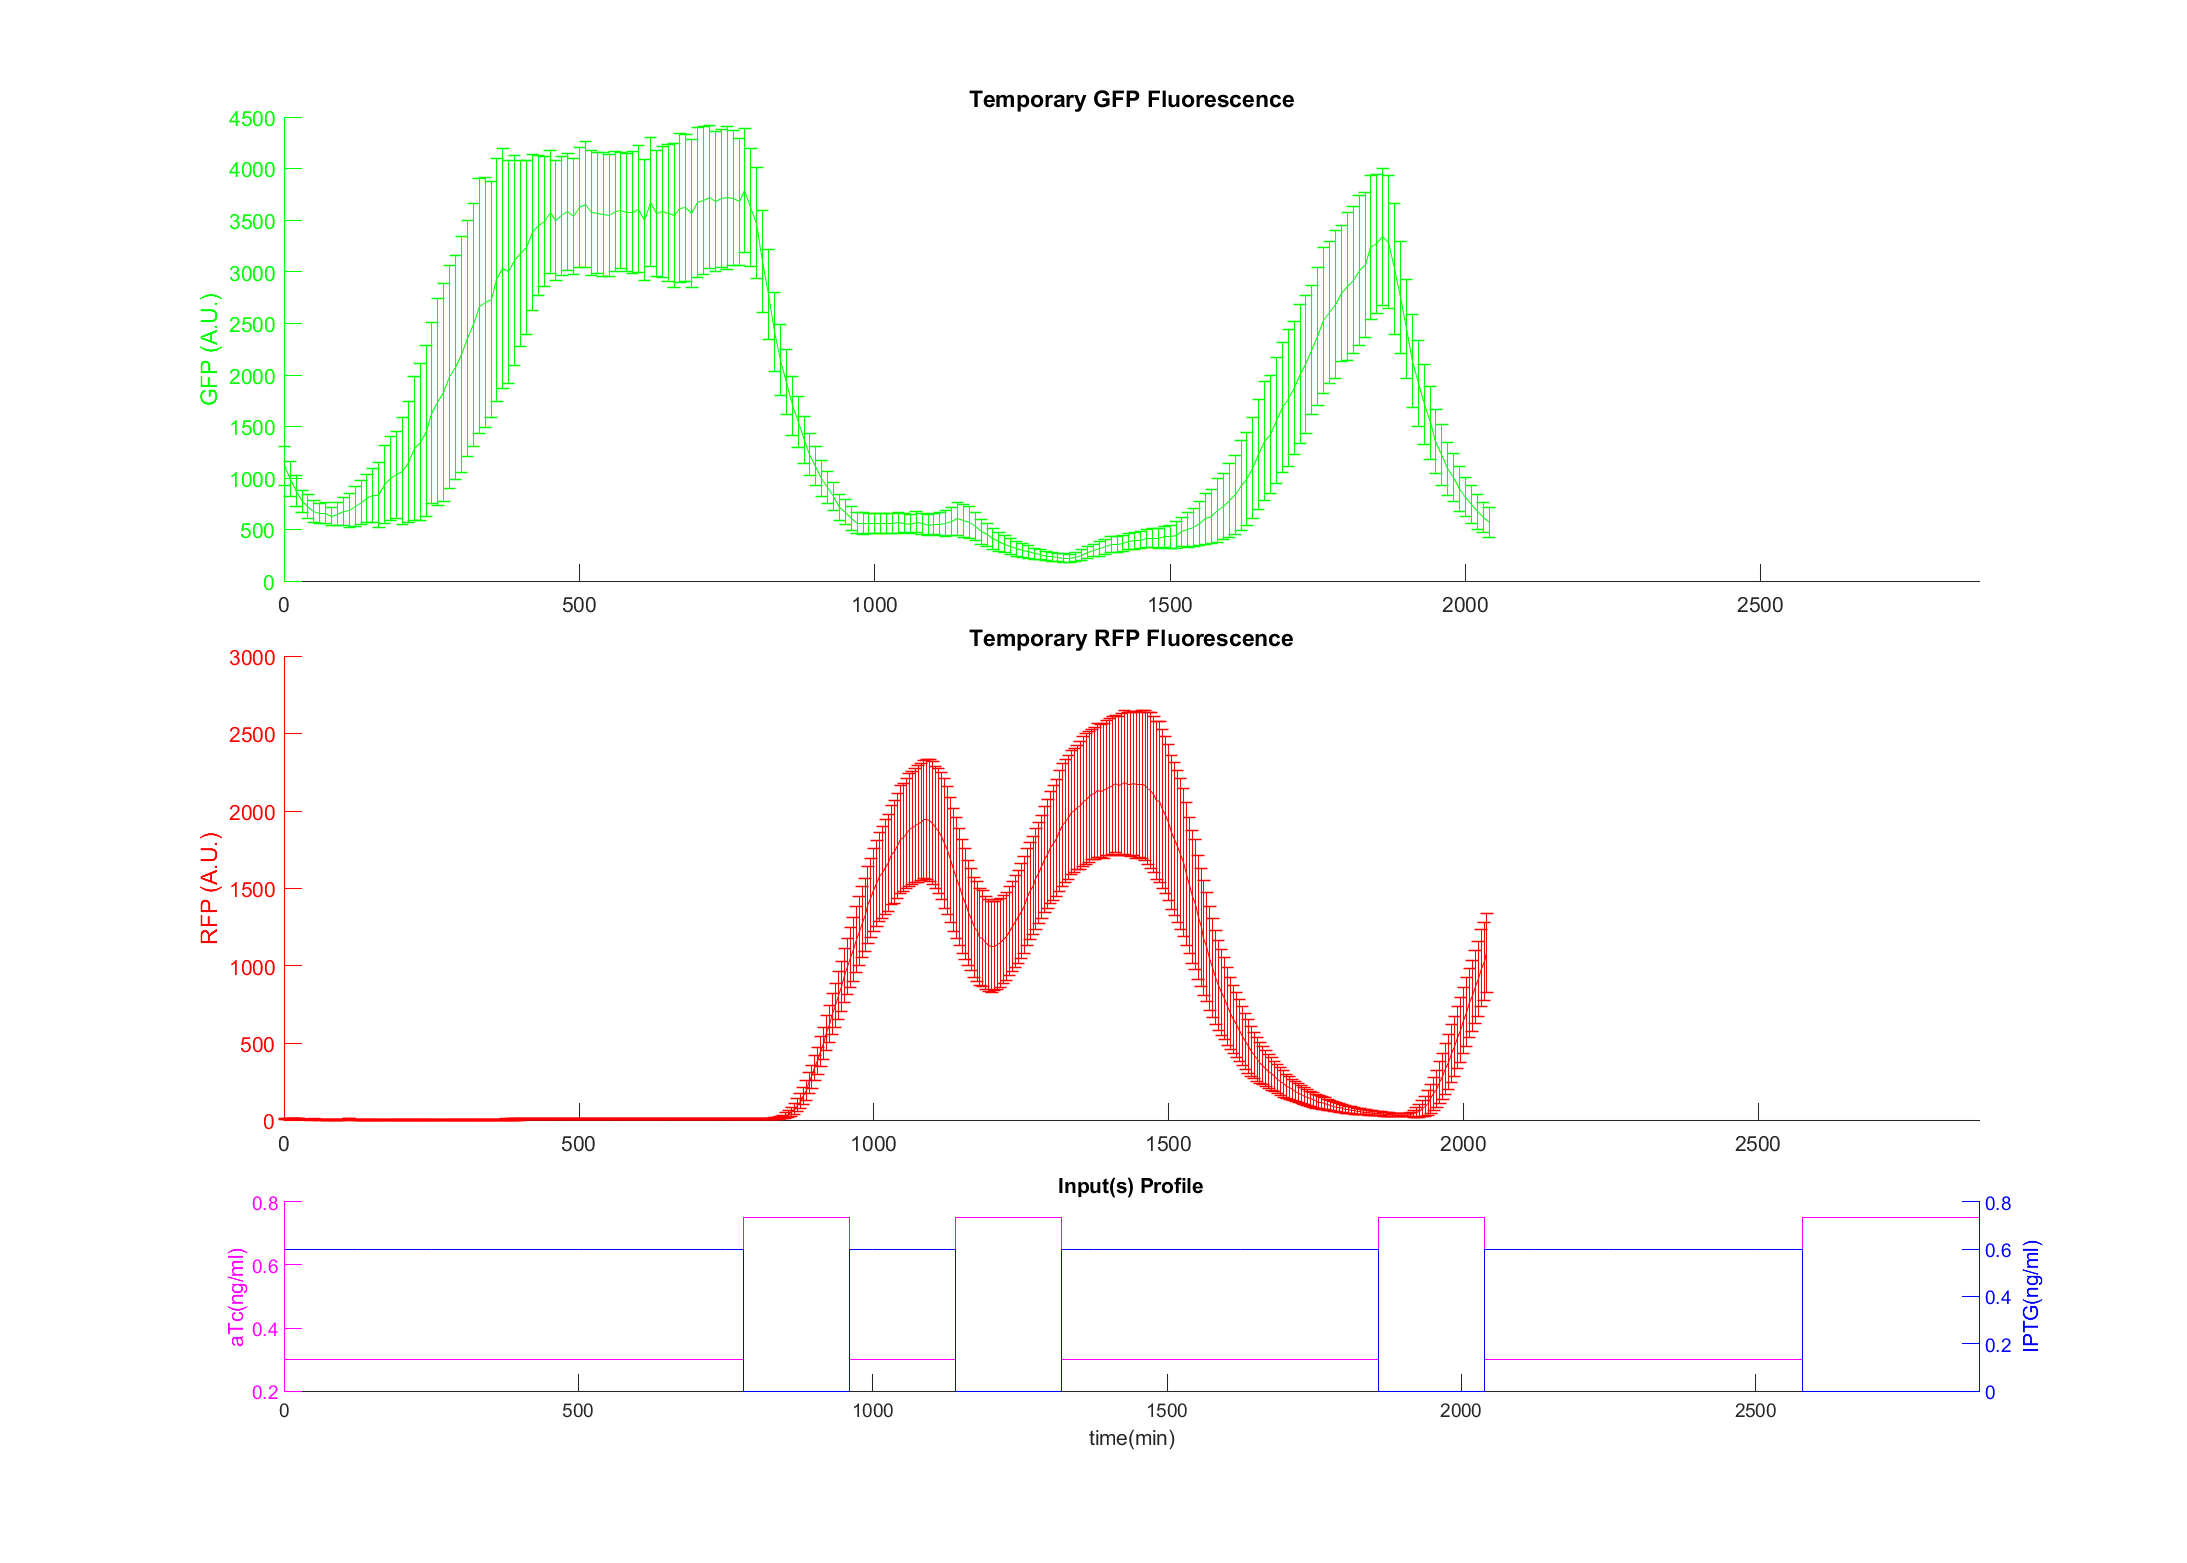 Temporary GFP Fluorescence
4500
4000
3500
3000
2500
2000
1500
1000
500
0
GFP (A.U.)
0 500 1000 1500 2000 2500
Temporary RFP Fluorescence
3000
2500
2000
1500
1000
500
0
RFP (A.U.)
0 500 1000 1500 2000 2500
Input(s) Profile
0.8
0.6
0.4
0.2
aTc(ng/ml)
0.8
0.6
0.4
0.2
0
IPTG(ng/ml)
0 500 1000 1500 2000 2500
time(min)